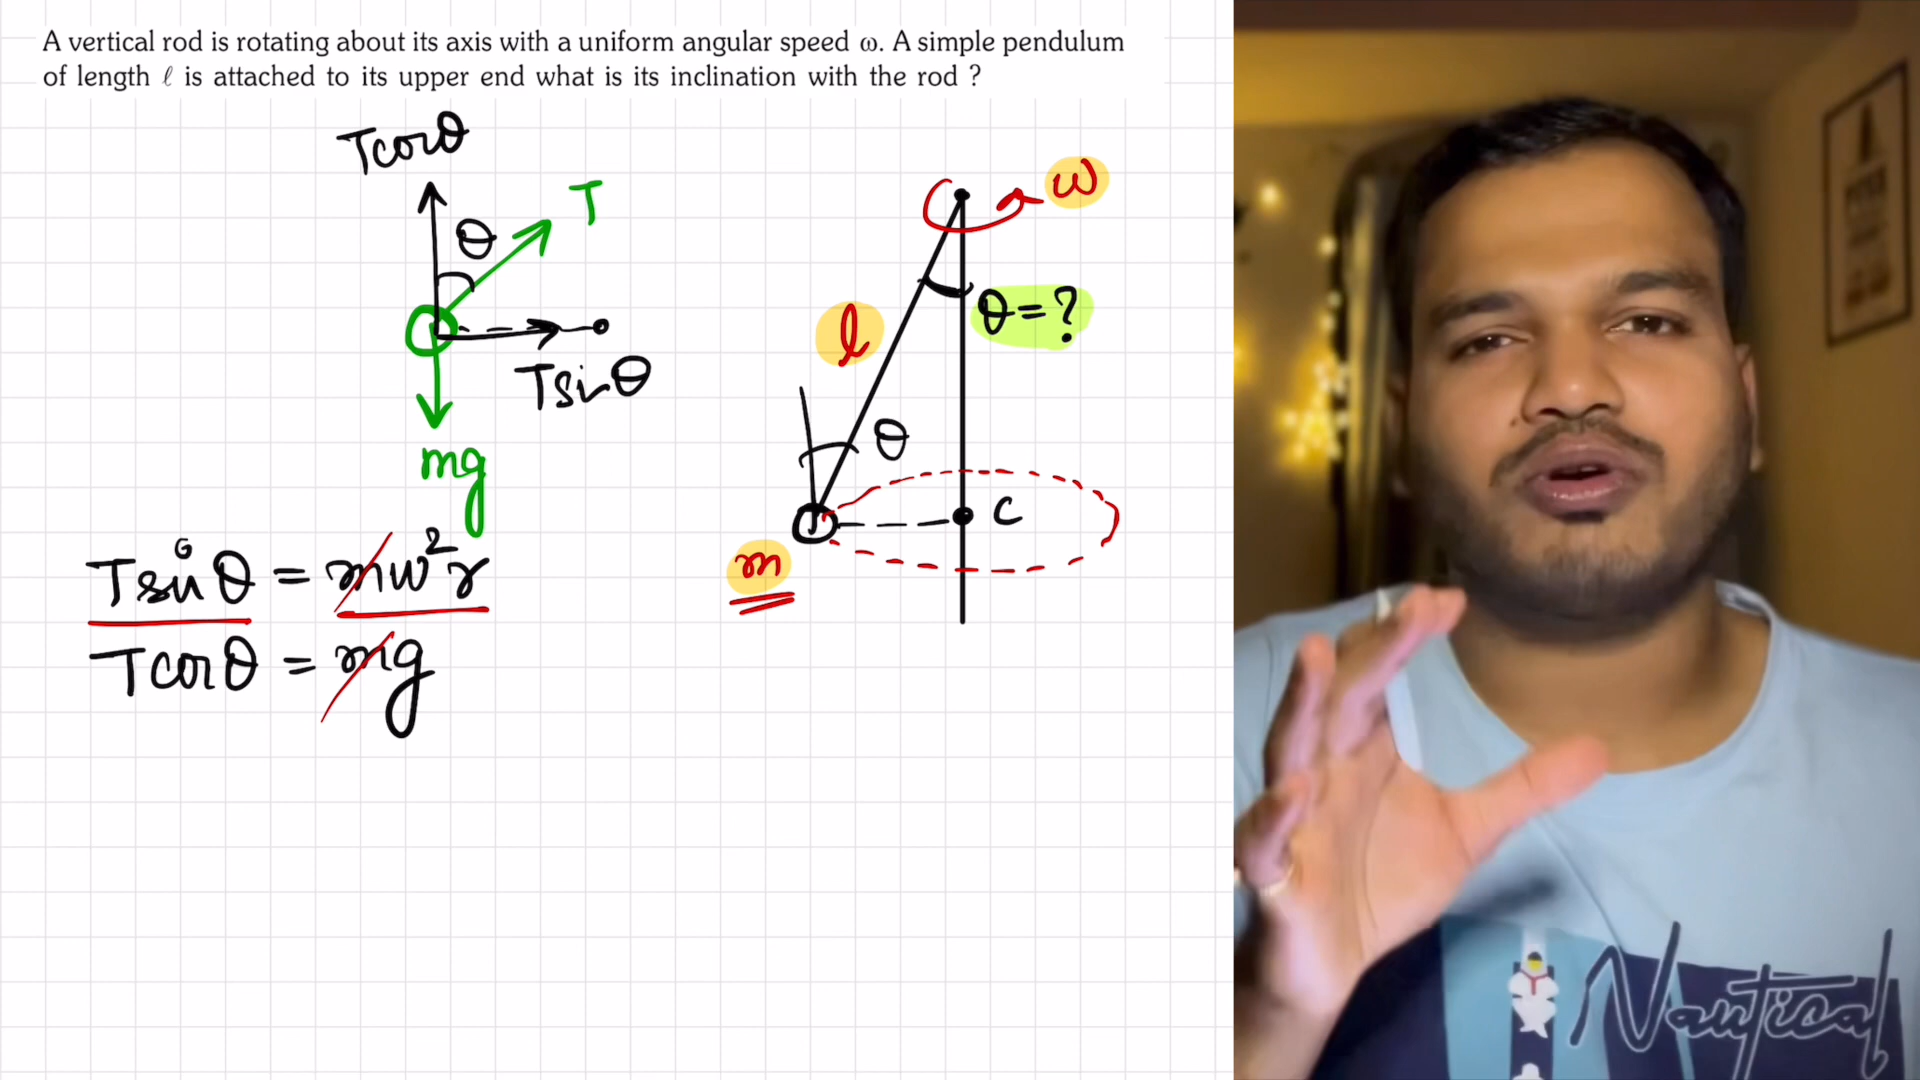 A vertical rod is rotating about its axis with a uniform angular speed ω. A simple pendulum
of length ℓ is attached to its upper end what is its inclination with the rod ?
Tcosθ
θ
T
Tsinθ
mg
ω
θ=?
l
θ
C
m
Tsinθ = mω²r
Tcosθ = mg
Nautical